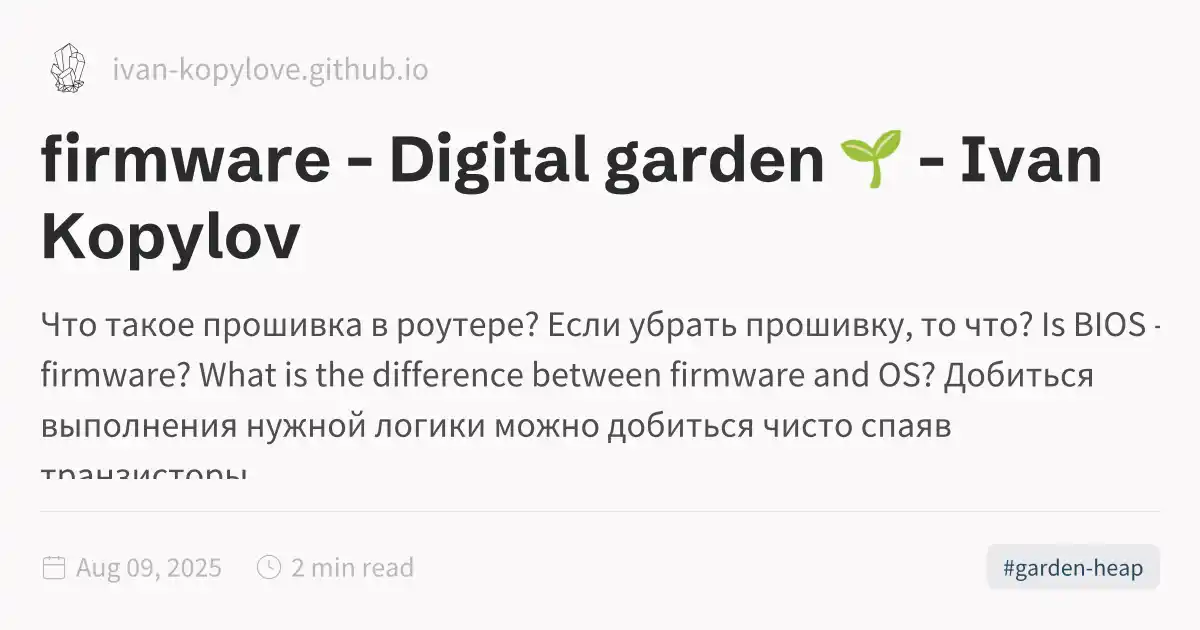 ivan-kopylove.github.io
firmware - Digital garden 🌱 - Ivan
Kopylov
Что такое прошивка в роутере? Если убрать прошивку, то что? Is BIOS -
firmware? What is the difference between firmware and OS? Добиться
выполнения нужной логики можно добиться чисто спаяв
транзисторы
Aug 09, 2025
2 min read
#garden-heap